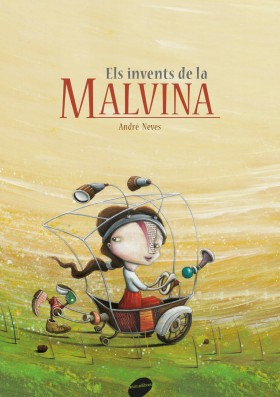 Els invents de la
MALVINA
André Neves